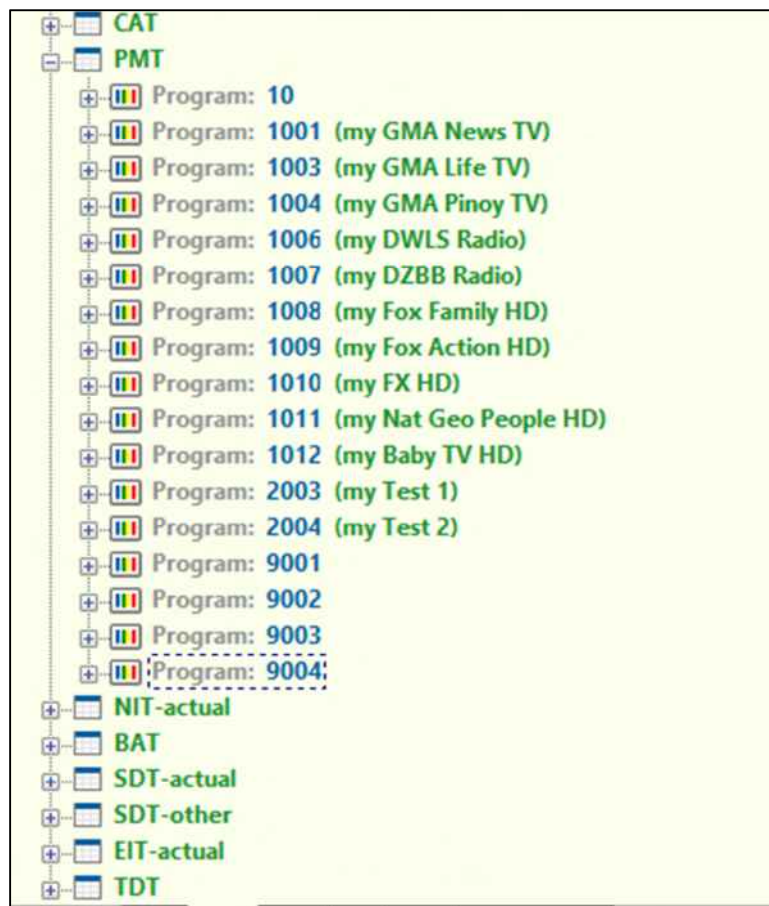 CAT
PMT
Program: 10
Program: 1001 (my GMA News TV)
Program: 1003 (my GMA Life TV)
Program: 1004 (my GMA Pinoy TV)
Program: 1006 (my DWLS Radio)
Program: 1007 (my DZBB Radio)
Program: 1008 (my Fox Family HD)
Program: 1009 (my Fox Action HD)
Program: 1010 (my FX HD)
Program: 1011 (my Nat Geo People HD)
Program: 1012 (my Baby TV HD)
Program: 2003 (my Test 1)
Program: 2004 (my Test 2)
Program: 9001
Program: 9002
Program: 9003
Program: 9004
NIT-actual
BAT
SDT-actual
SDT-other
EIT-actual
TDT